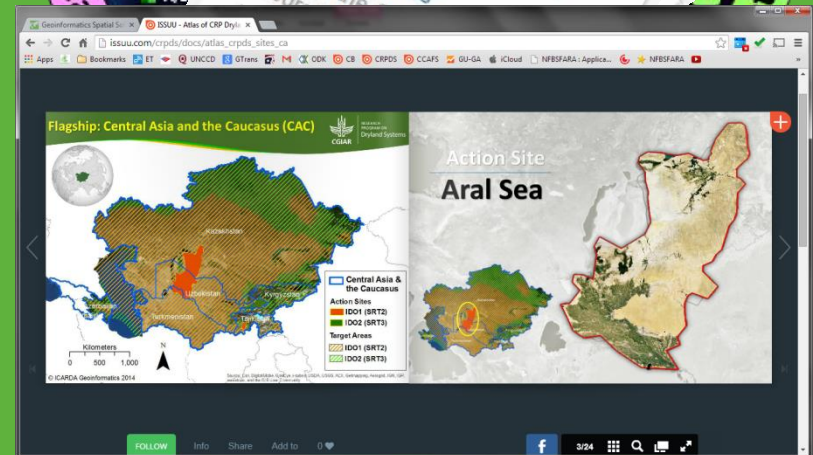 Geoinformatics Spatial So
ISSUU - Atlas of CRP Dryla
issuu.com/crpds/docs/atlas_crpds_sites_ca
Apps Bookmarks ET UNCCD GTrans ODK CB CRPDS CCAFS GU-GA iCloud NFBSFARA : Applica... NFBSFARA
Flagship: Central Asia and the Caucasus (CAC)
CGIAR
RESEARCH PROGRAM ON
Dryland Systems
Kazakhstan
Uzbekistan
Kyrgyzstan
Turkmenistan
Central Asia &
the Caucasus
Action Sites
IDO1 (SRT2)
IDO2 (SRT3)
Target Areas
IDO1 (SRT2)
IDO2 (SRT3)
Kilometers
0 500 1,000
N
© ICARDA Geoinformatics 2014
Action Site
Aral Sea
FOLLOW Info Share Add to 0
f 3/24